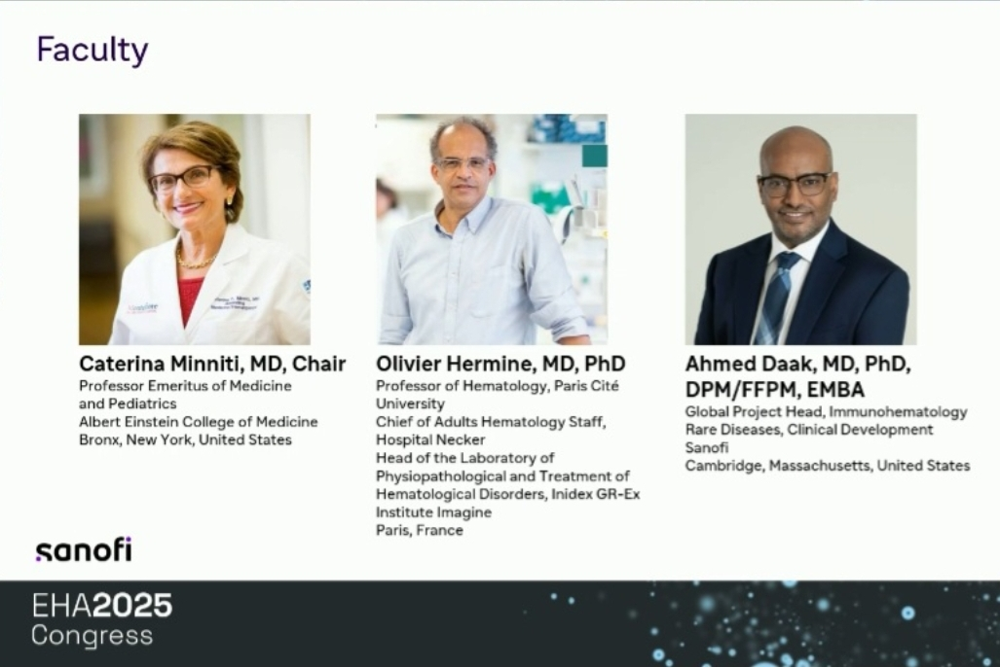 Faculty
Caterina Minniti, MD, Chair
Professor Emeritus of Medicine
and Pediatrics
Albert Einstein College of Medicine
Bronx, New York, United States
Olivier Hermine, MD, PhD
Professor of Hematology, Paris Cité
University
Chief of Adults Hematology Staff,
Hospital Necker
Head of the Laboratory of
Physiopathological and Treatment of
Hematological Disorders, Inidex GR-Ex
Institute Imagine
Paris, France
Ahmed Daak, MD, PhD,
DPM/FFPM, EMBA
Global Project Head, Immunohematology
Rare Diseases, Clinical Development
Sanofi
Cambridge, Massachusetts, United States
sanofi
EHA2025
Congress